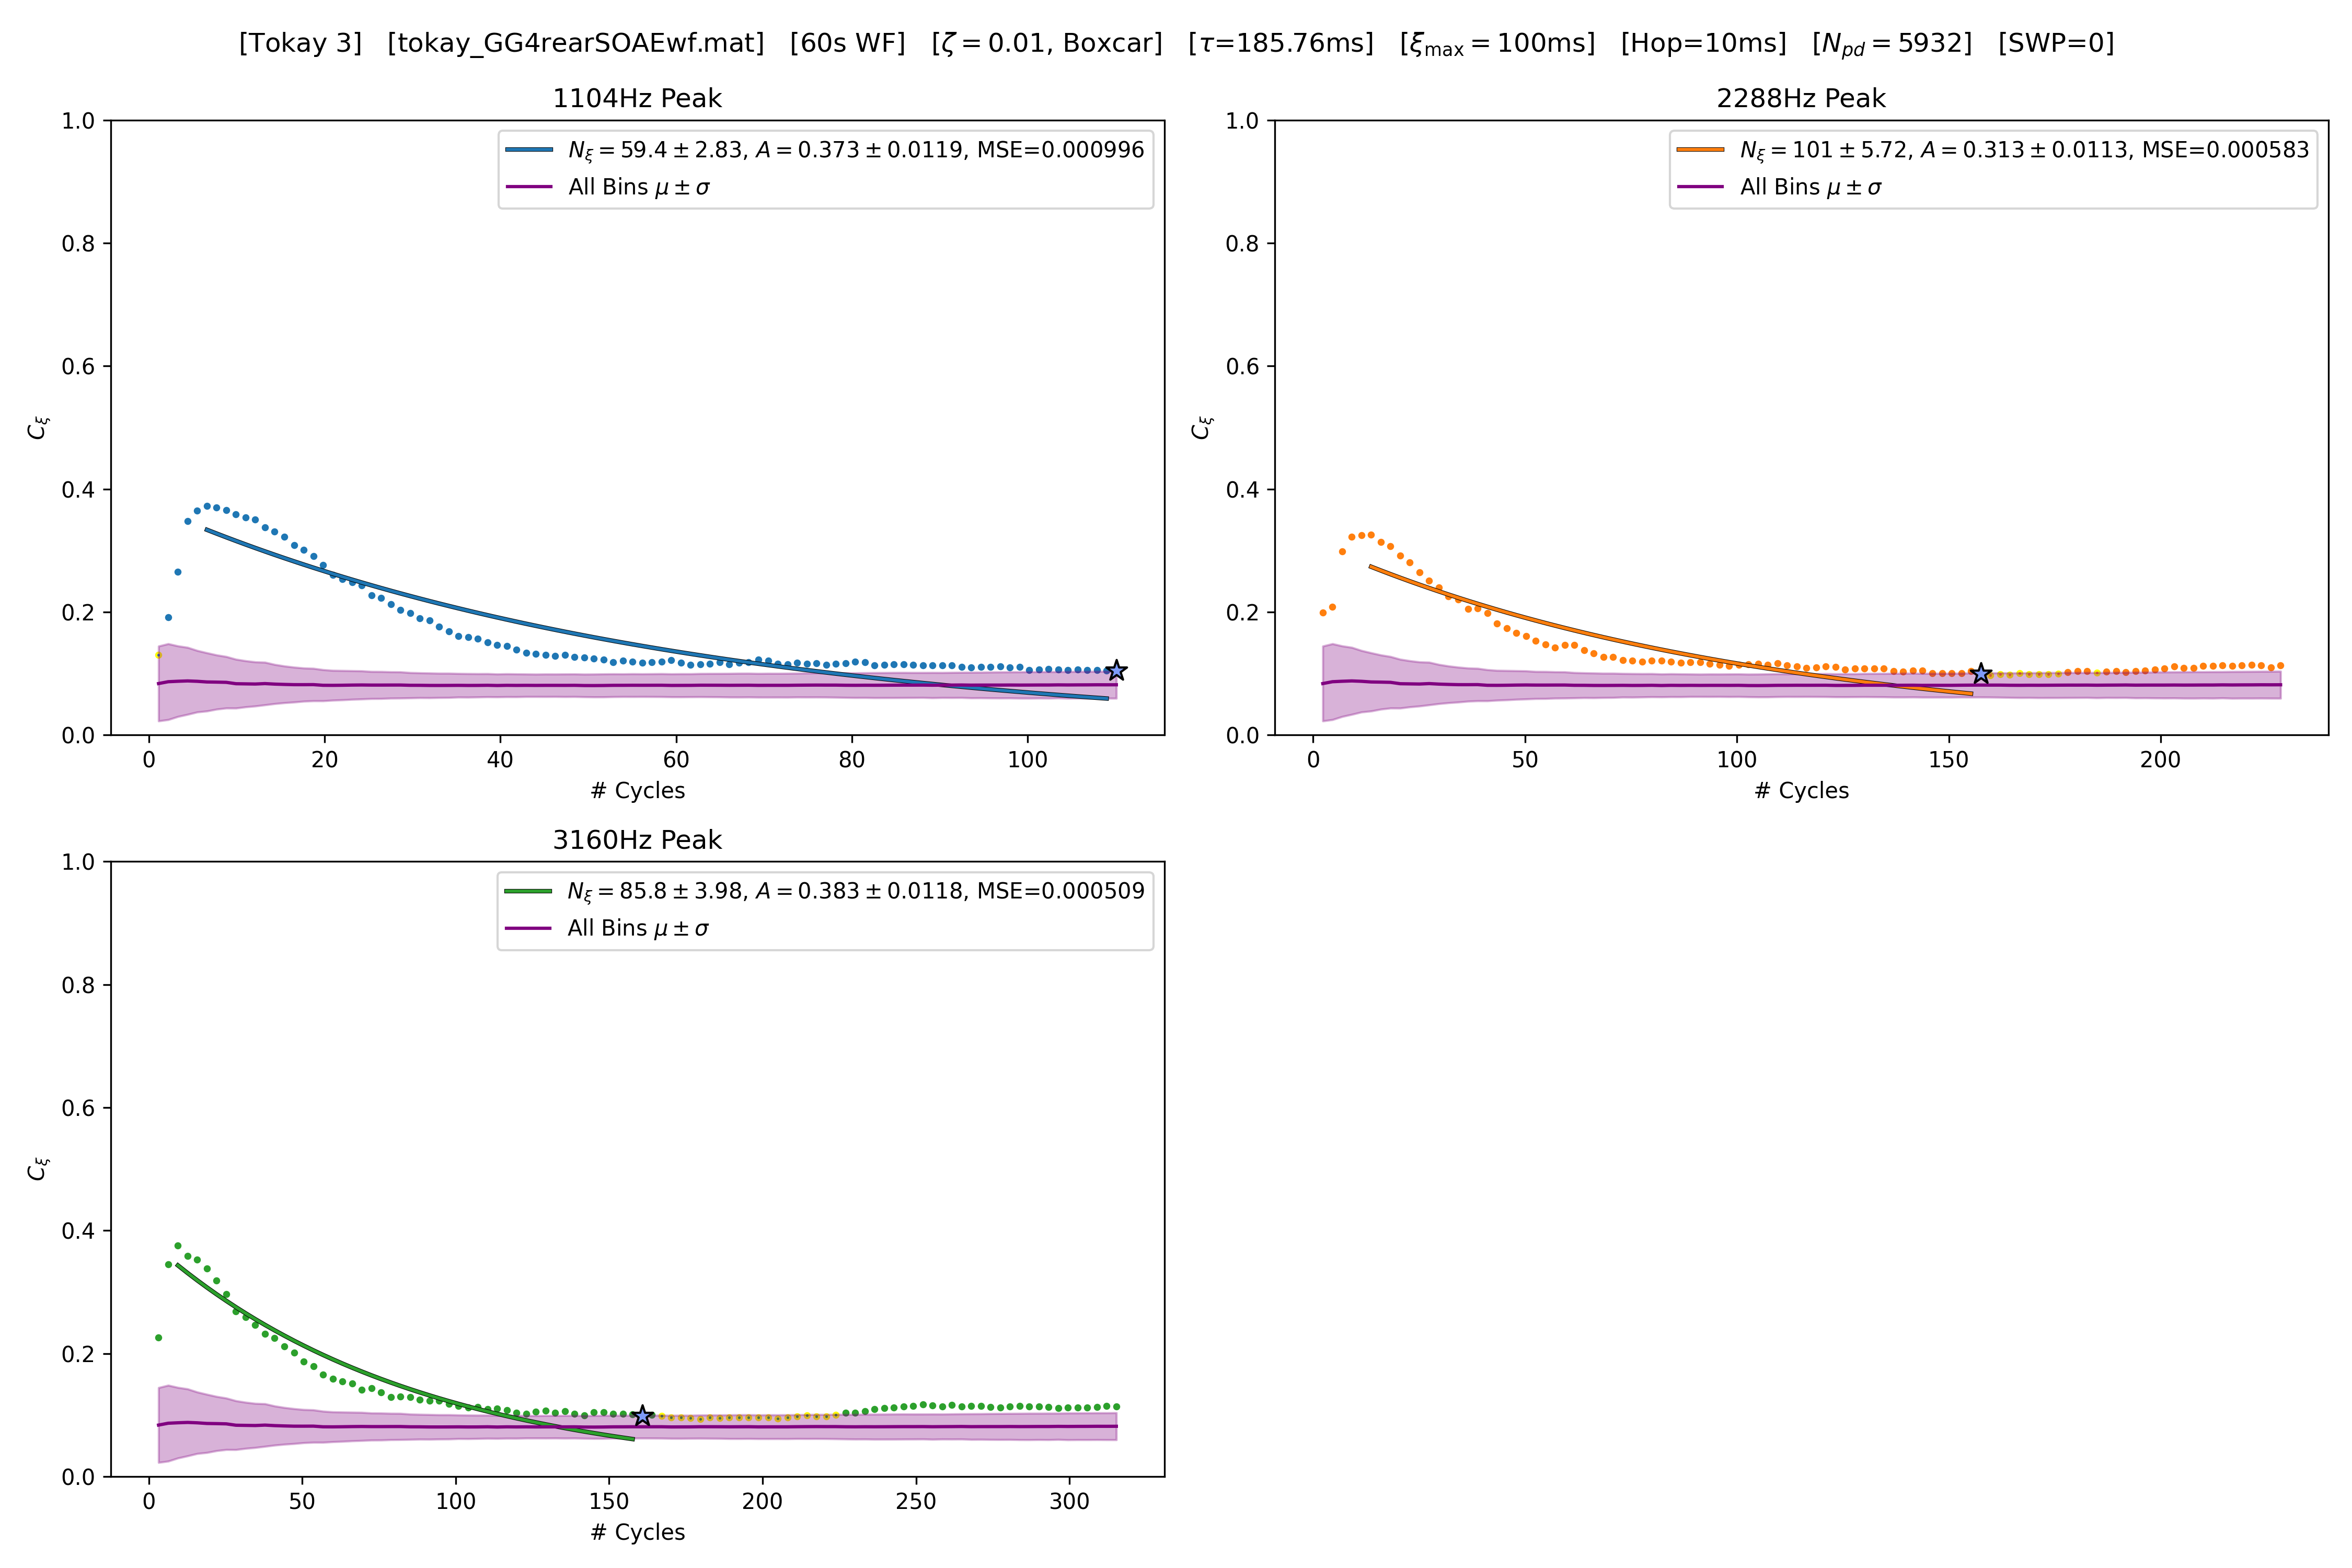 [Tokay 3] [tokay_GG4rearSOAEwf.mat] [60s WF] [ζ = 0.01, Boxcar] [τ=185.76ms] [ξmax = 100ms] [Hop=10ms] [Npd = 5932] [SWP=0]
1104Hz Peak
Nξ = 59.4 ± 2.83, A = 0.373 ± 0.0119, MSE=0.000996
All Bins μ ± σ
1.0
0.8
0.6
0.4
0.2
0.0
Cξ
0 20 40 60 80 100
# Cycles
2288Hz Peak
Nξ = 101 ± 5.72, A = 0.313 ± 0.0113, MSE=0.000583
All Bins μ ± σ
1.0
0.8
0.6
0.4
0.2
0.0
Cξ
0 50 100 150 200
# Cycles
3160Hz Peak
Nξ = 85.8 ± 3.98, A = 0.383 ± 0.0118, MSE=0.000509
All Bins μ ± σ
1.0
0.8
0.6
0.4
0.2
0.0
Cξ
0 50 100 150 200 250 300
# Cycles